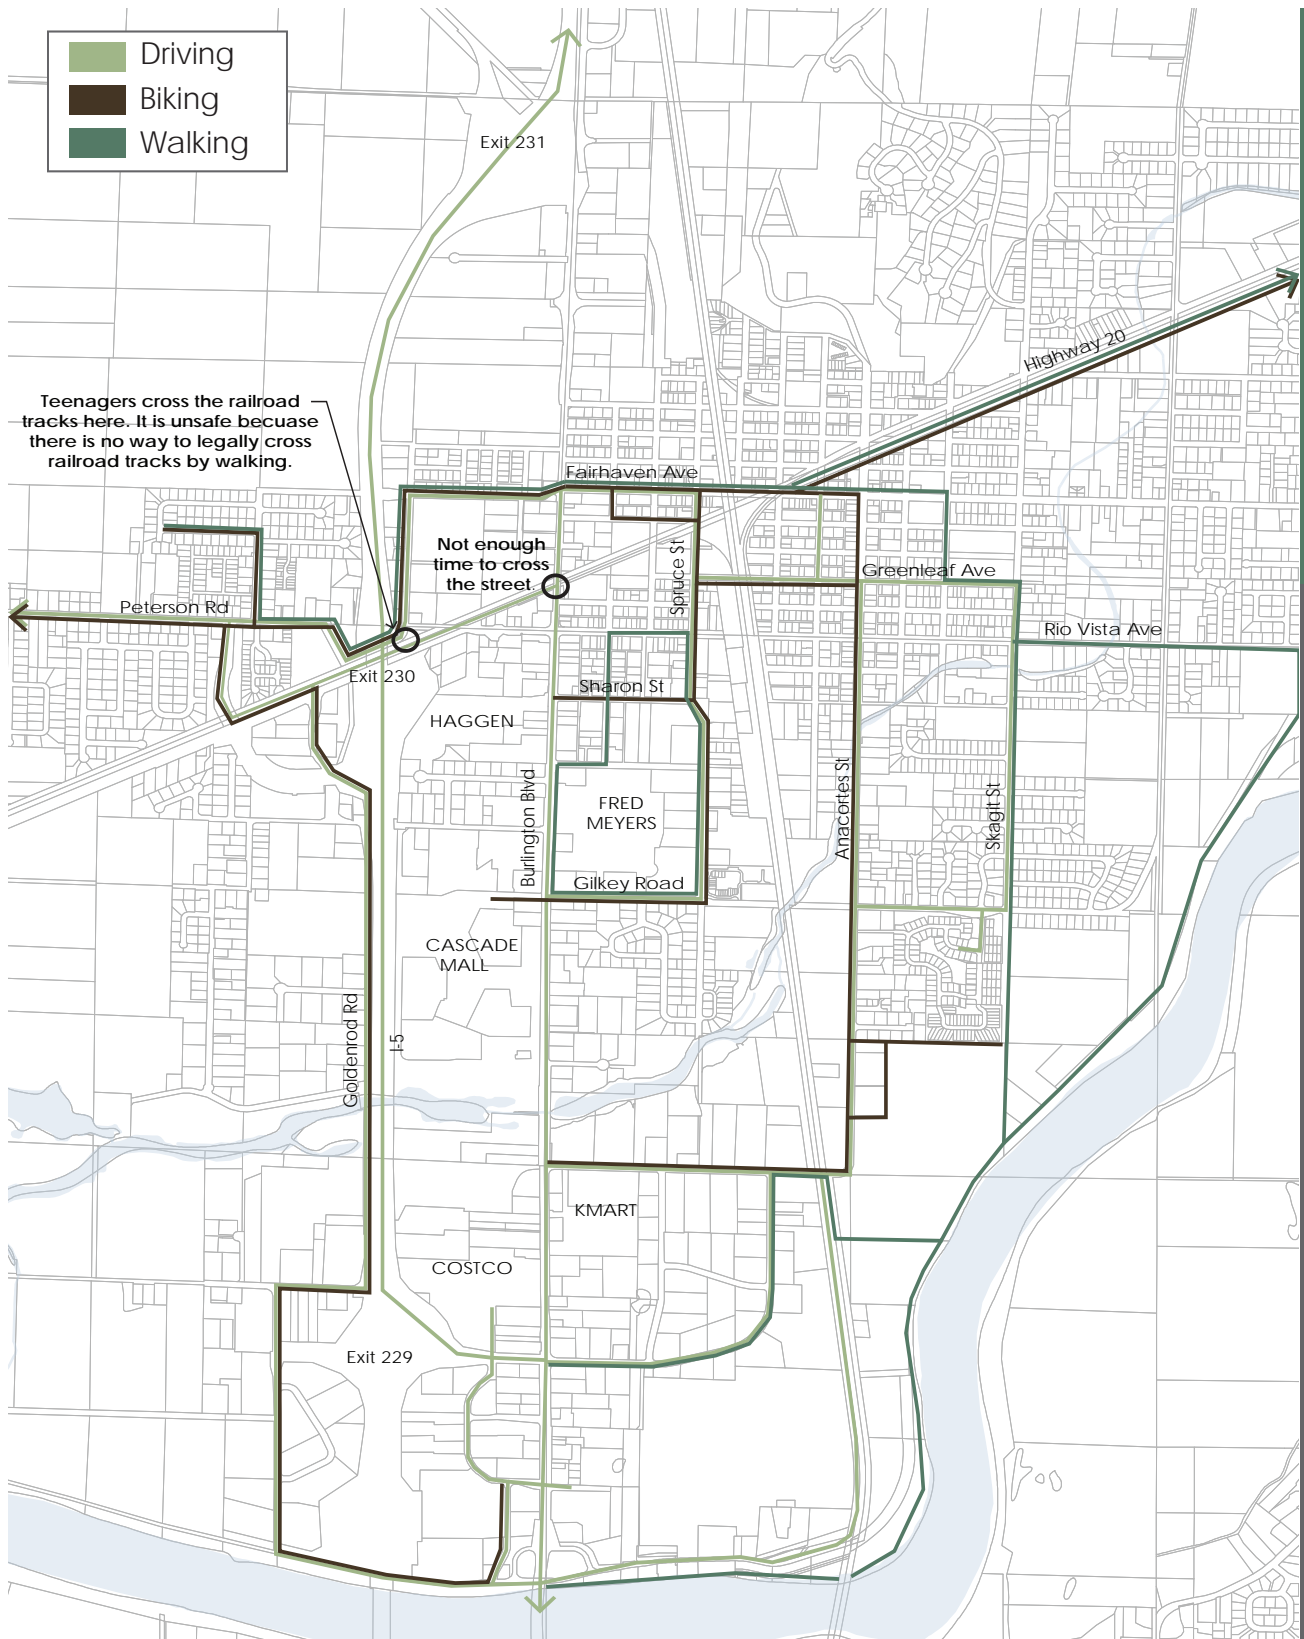 Driving
Biking
Walking
Exit 231
Highway 20
Teenagers cross the railroad
tracks here. It is unsafe becuase
there is no way to legally cross
railroad tracks by walking.
Fairhaven Ave
Not enough
time to cross
the street.
Spruce St
Greenleaf Ave
Peterson Rd
Rio Vista Ave
Exit 230
Sharon St
HAGGEN
Burlington Blvd
FRED
MEYERS
Anacortes St
Skagit St
Gilkey Road
CASCADE
MALL
Goldenrod Rd
I-5
KMART
COSTCO
Exit 229